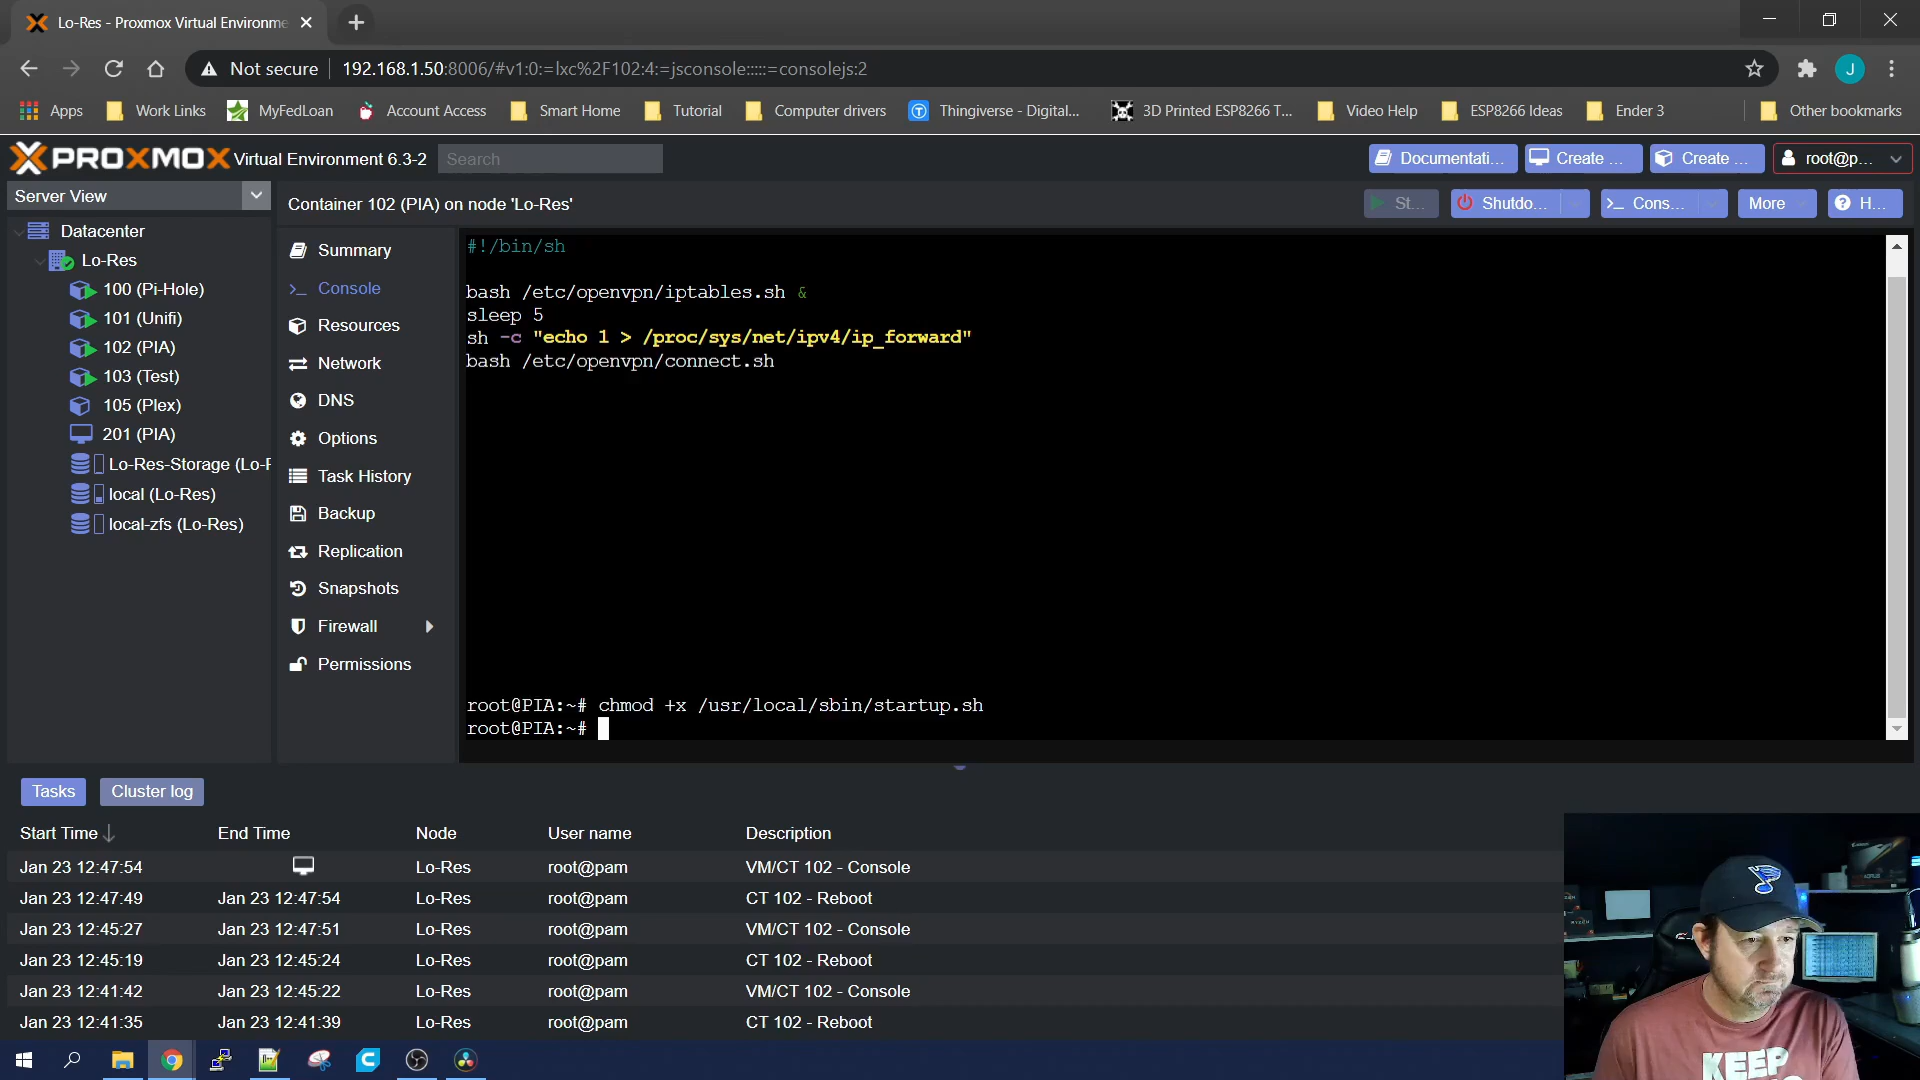 Lo-Res - Proxmox Virtual Environme
Not secure
192.168.1.50:8006/#v1:0:=lxc%2F102:4:=jsconsole:::::=consolejs:2
J
Apps
Work Links
MyFedLoan
Account Access
Smart Home
Tutorial
Computer drivers
Thingiverse - Digital...
3D Printed ESP8266 T...
Video Help
ESP8266 Ideas
Ender 3
Other bookmarks
PROXMOX
Virtual Environment 6.3-2
Search
Documentati...
Create ...
Create ...
root@p...
Server View
Container 102 (PIA) on node 'Lo-Res'
St...
Shutdo...
Cons...
More
H...
Datacenter
Lo-Res
100 (Pi-Hole)
101 (Unifi)
102 (PIA)
103 (Test)
105 (Plex)
201 (PIA)
Lo-Res-Storage (Lo-R
local (Lo-Res)
local-zfs (Lo-Res)
Summary
Console
Resources
Network
DNS
Options
Task History
Backup
Replication
Snapshots
Firewall
Permissions
#!/bin/sh
bash /etc/openvpn/iptables.sh &
sleep 5
sh -c "echo 1 > /proc/sys/net/ipv4/ip_forward"
bash /etc/openvpn/connect.sh
root@PIA:~# chmod +x /usr/local/sbin/startup.sh
root@PIA:~#
Tasks
Cluster log
Start Time End Time Node User name Description
Jan 23 12:47:54 Lo-Res root@pam VM/CT 102 - Console
Jan 23 12:47:49 Jan 23 12:47:54 Lo-Res root@pam CT 102 - Reboot
Jan 23 12:45:27 Jan 23 12:47:51 Lo-Res root@pam VM/CT 102 - Console
Jan 23 12:45:19 Jan 23 12:45:24 Lo-Res root@pam CT 102 - Reboot
Jan 23 12:41:42 Jan 23 12:45:22 Lo-Res root@pam VM/CT 102 - Console
Jan 23 12:41:35 Jan 23 12:41:39 Lo-Res root@pam CT 102 - Reboot
KEEP